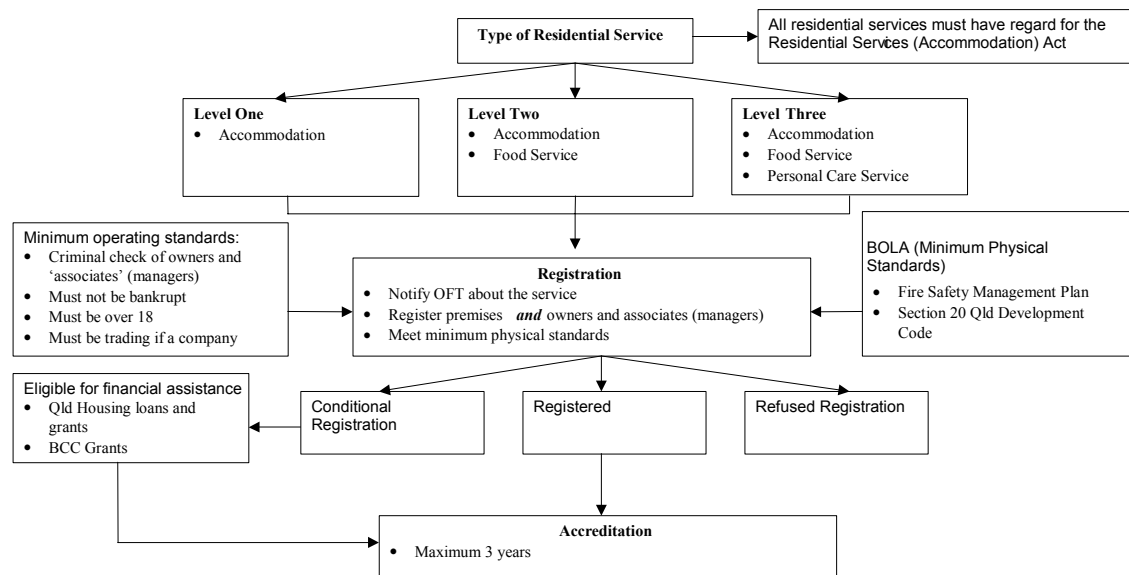 Type of Residential Service
All residential services must have regard for the
Residential Services (Accommodation) Act
Level One
• Accommodation
Level Two
• Accommodation
• Food Service
Level Three
• Accommodation
• Food Service
• Personal Care Service
Minimum operating standards:
• Criminal check of owners and
‘associates’ (managers)
• Must not be bankrupt
• Must be over 18
• Must be trading if a company
Registration
• Notify OFT about the service
• Register premises and owners and associates (managers)
• Meet minimum physical standards
BOLA (Minimum Physical
Standards)
• Fire Safety Management Plan
• Section 20 Qld Development
Code
Eligible for financial assistance
• Qld Housing loans and
grants
• BCC Grants
Conditional
Registration
Registered
Refused Registration
Accreditation
• Maximum 3 years